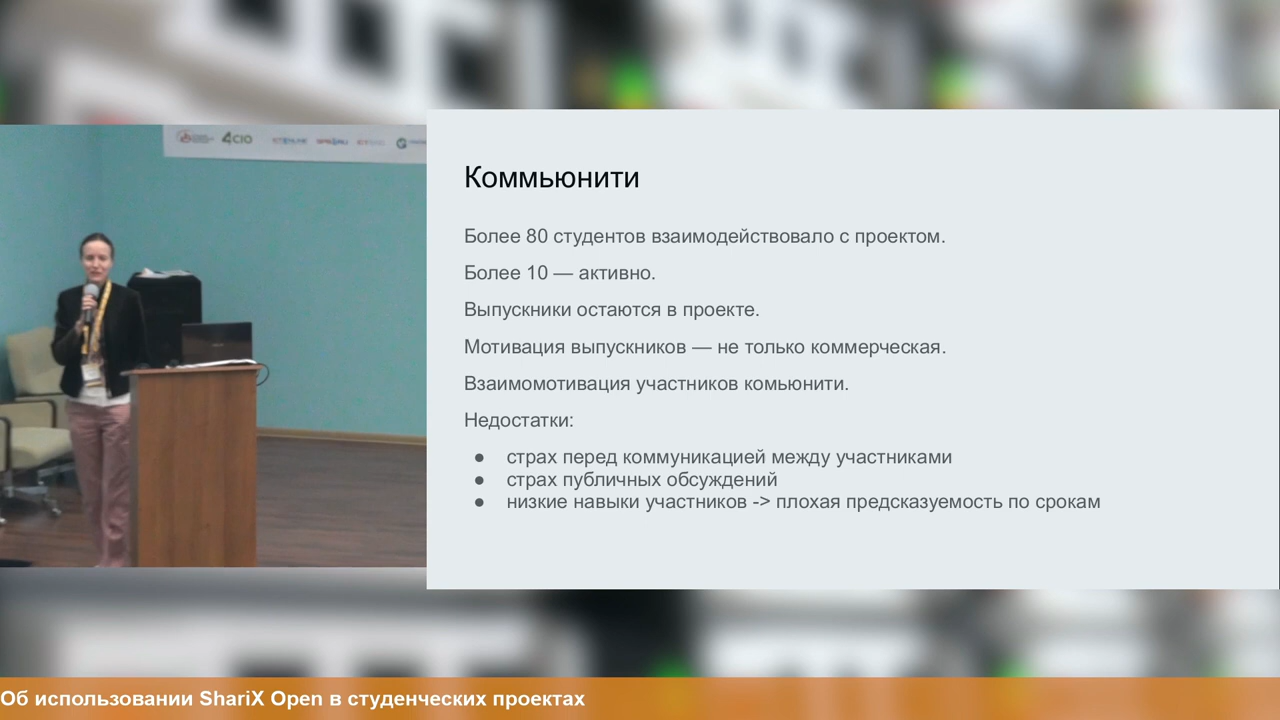 4CIO
Коммьюнити
Более 80 студентов взаимодействовало с проектом.
Более 10 — активно.
Выпускники остаются в проекте.
Мотивация выпускников — не только коммерческая.
Взаимомотивация участников комьюнити.
Недостатки:
● страх перед коммуникацией между участниками
● страх публичных обсуждений
● низкие навыки участников -> плохая предсказуемость по срокам
Об использовании ShariX Open в студенческих проектах